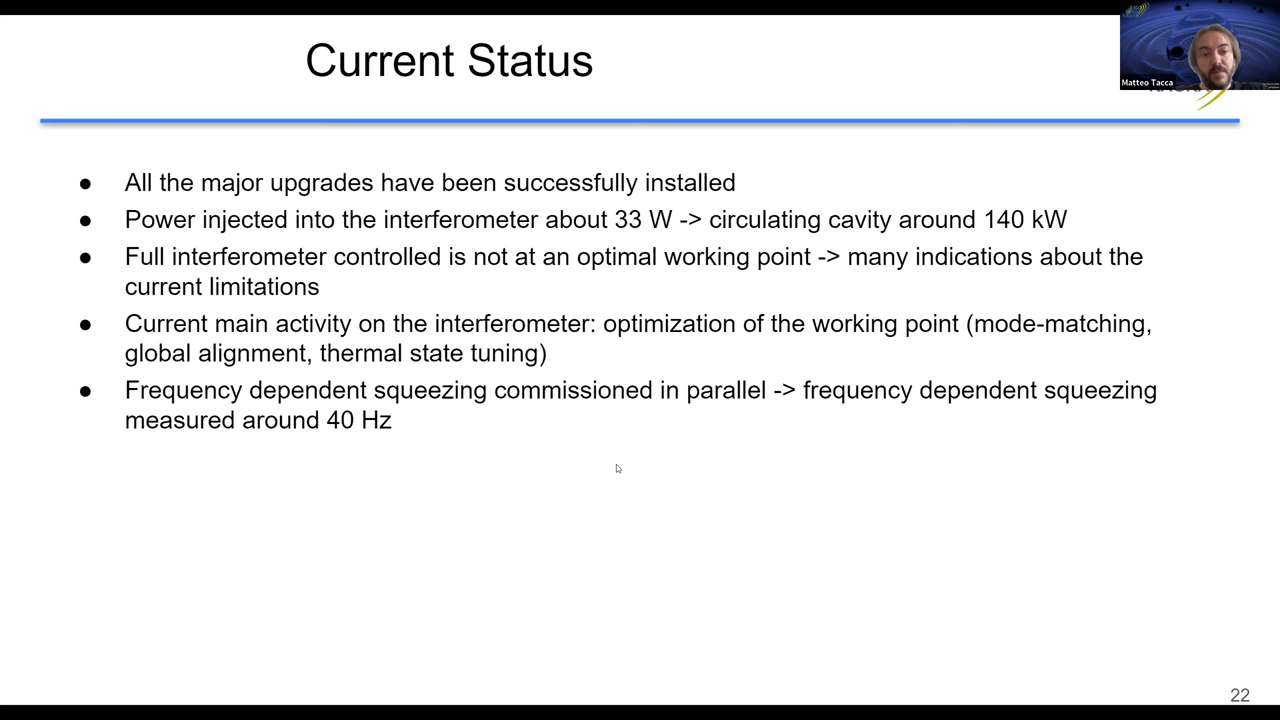 Current Status
Matteo Tacca
● All the major upgrades have been successfully installed
● Power injected into the interferometer about 33 W -> circulating cavity around 140 kW
● Full interferometer controlled is not at an optimal working point -> many indications about the
current limitations
● Current main activity on the interferometer: optimization of the working point (mode-matching,
global alignment, thermal state tuning)
● Frequency dependent squeezing commissioned in parallel -> frequency dependent squeezing
measured around 40 Hz
22